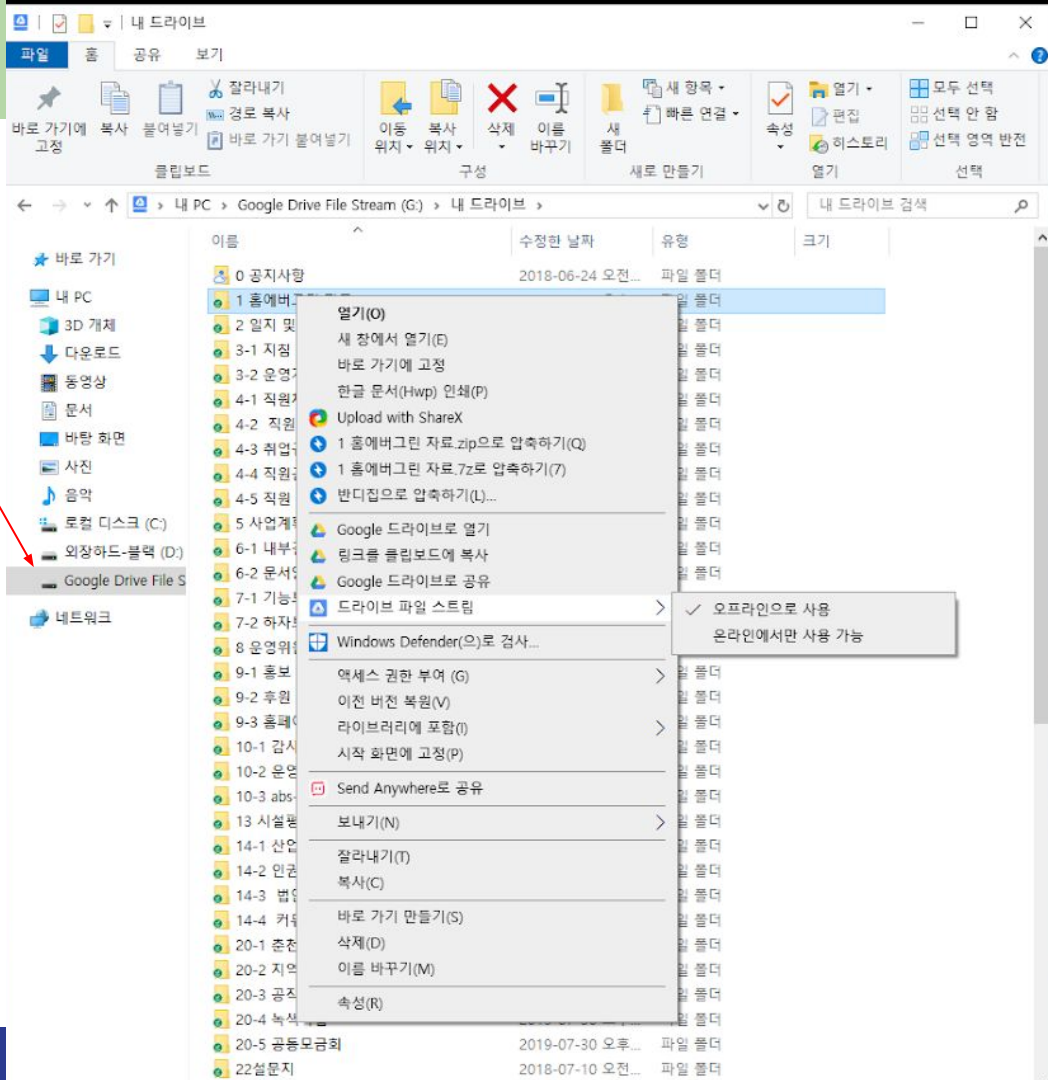 내 드라이브
파일 홈 공유 보기
바로 가기에 고정
복사
붙여넣기
잘라내기
경로 복사
바로 가기 붙여넣기
클립보드
이동 위치
복사 위치
삭제
이름 바꾸기
구성
새 폴더
새 항목
빠른 연결
새로 만들기
속성
열기
편집
히스토리
열기
모두 선택
선택 안 함
선택 영역 반전
선택
내 PC › Google Drive File Stream (G:) › 내 드라이브 ›
내 드라이브 검색
바로 가기
내 PC
3D 개체
다운로드
동영상
문서
바탕 화면
사진
음악
로컬 디스크 (C:)
외장하드-블랙 (D:)
Google Drive File S
네트워크
이름 수정한 날짜 유형 크기
0 공지사항 2018-06-24 오전... 파일 폴더
1 홈에버
2 일지 및
3-1 지침
3-2 운영
4-1 직원
4-2 직원
4-3 취업
4-4 직원
4-5 직원
5 사업계
6-1 내부
6-2 문서
7-1 기능
7-2 하자
8 운영위
9-1 홍보
9-2 후원
9-3 홈페
10-1 감사
10-2 운영
10-3 abs-
13 시설평
14-1 산업
14-2 인권
14-3 법인
14-4
20-1 춘천
20-2 지역
20-3 공직
20-4 녹색
20-5 공동모금회 2019-07-30 오후... 파일 폴더
22설문지 2018-07-10 오전... 파일 폴더
열기(O)
새 창에서 열기(E)
바로 가기에 고정
한글 문서(Hwp) 인쇄(P)
Upload with ShareX
1 홈에버그린 자료.zip으로 압축하기(Q)
1 홈에버그린 자료.7z로 압축하기(7)
반디집으로 압축하기(L)...
Google 드라이브로 열기
링크를 클립보드에 복사
Google 드라이브로 공유
드라이브 파일 스트림
오프라인으로 사용
온라인에서만 사용 가능
Windows Defender(으)로 검사...
액세스 권한 부여 (G)
이전 버전 복원(V)
라이브러리에 포함(I)
시작 화면에 고정(P)
Send Anywhere로 공유
보내기(N)
잘라내기(T)
복사(C)
바로 가기 만들기(S)
삭제(D)
이름 바꾸기(M)
속성(R)